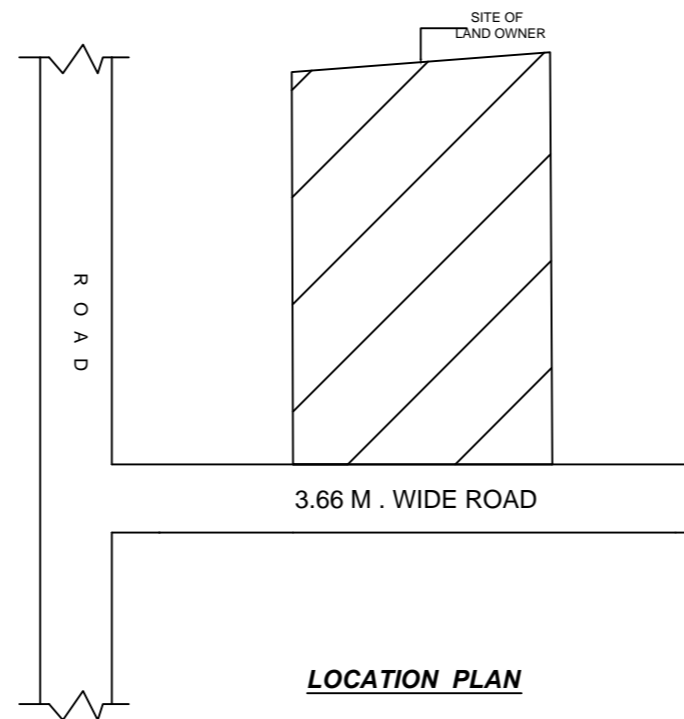 SITE OF
LAND OWNER
R O A D
3.66 M . WIDE ROAD
LOCATION PLAN